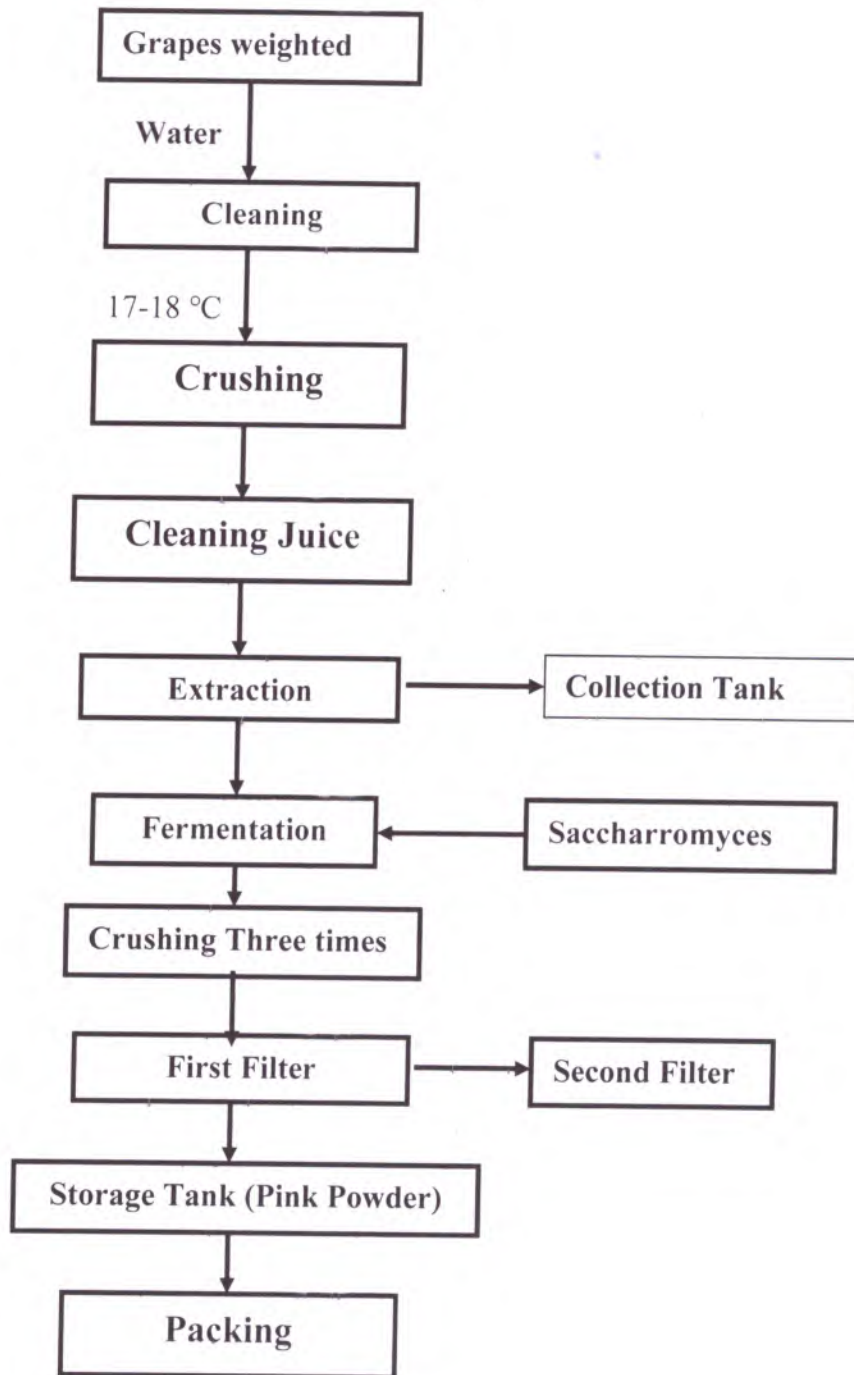 Grapes weighted
Water
Cleaning
17-18 °C
Crushing
Cleaning Juice
Extraction
Collection Tank
Fermentation
Saccharromyces
Crushing Three times
First Filter
Second Filter
Storage Tank (Pink Powder)
Packing